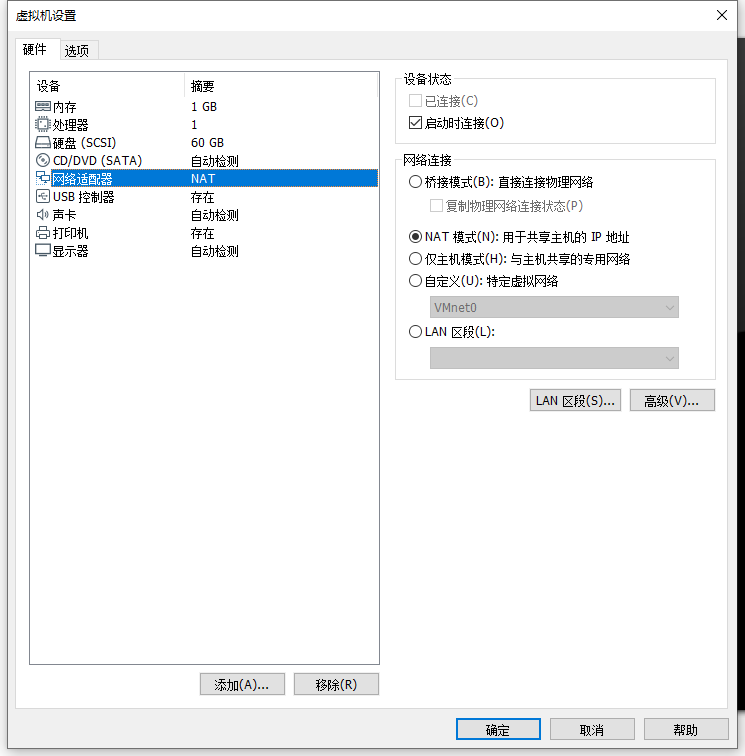 虚拟机设置
硬件 选项
设备 摘要
内存 1 GB
处理器 1
硬盘 (SCSI) 60 GB
CD/DVD (SATA) 自动检测
网络适配器 NAT
USB 控制器 存在
声卡 自动检测
打印机 存在
显示器 自动检测
添加(A)... 移除(R)
设备状态
已连接(C)
启动时连接(O)
网络连接
桥接模式(B): 直接连接物理网络
复制物理网络连接状态(P)
NAT 模式(N): 用于共享主机的 IP 地址
仅主机模式(H): 与主机共享的专用网络
自定义(U): 特定虚拟网络
VMnet0
LAN 区段(L):
LAN 区段(S)... 高级(V)...
确定 取消 帮助